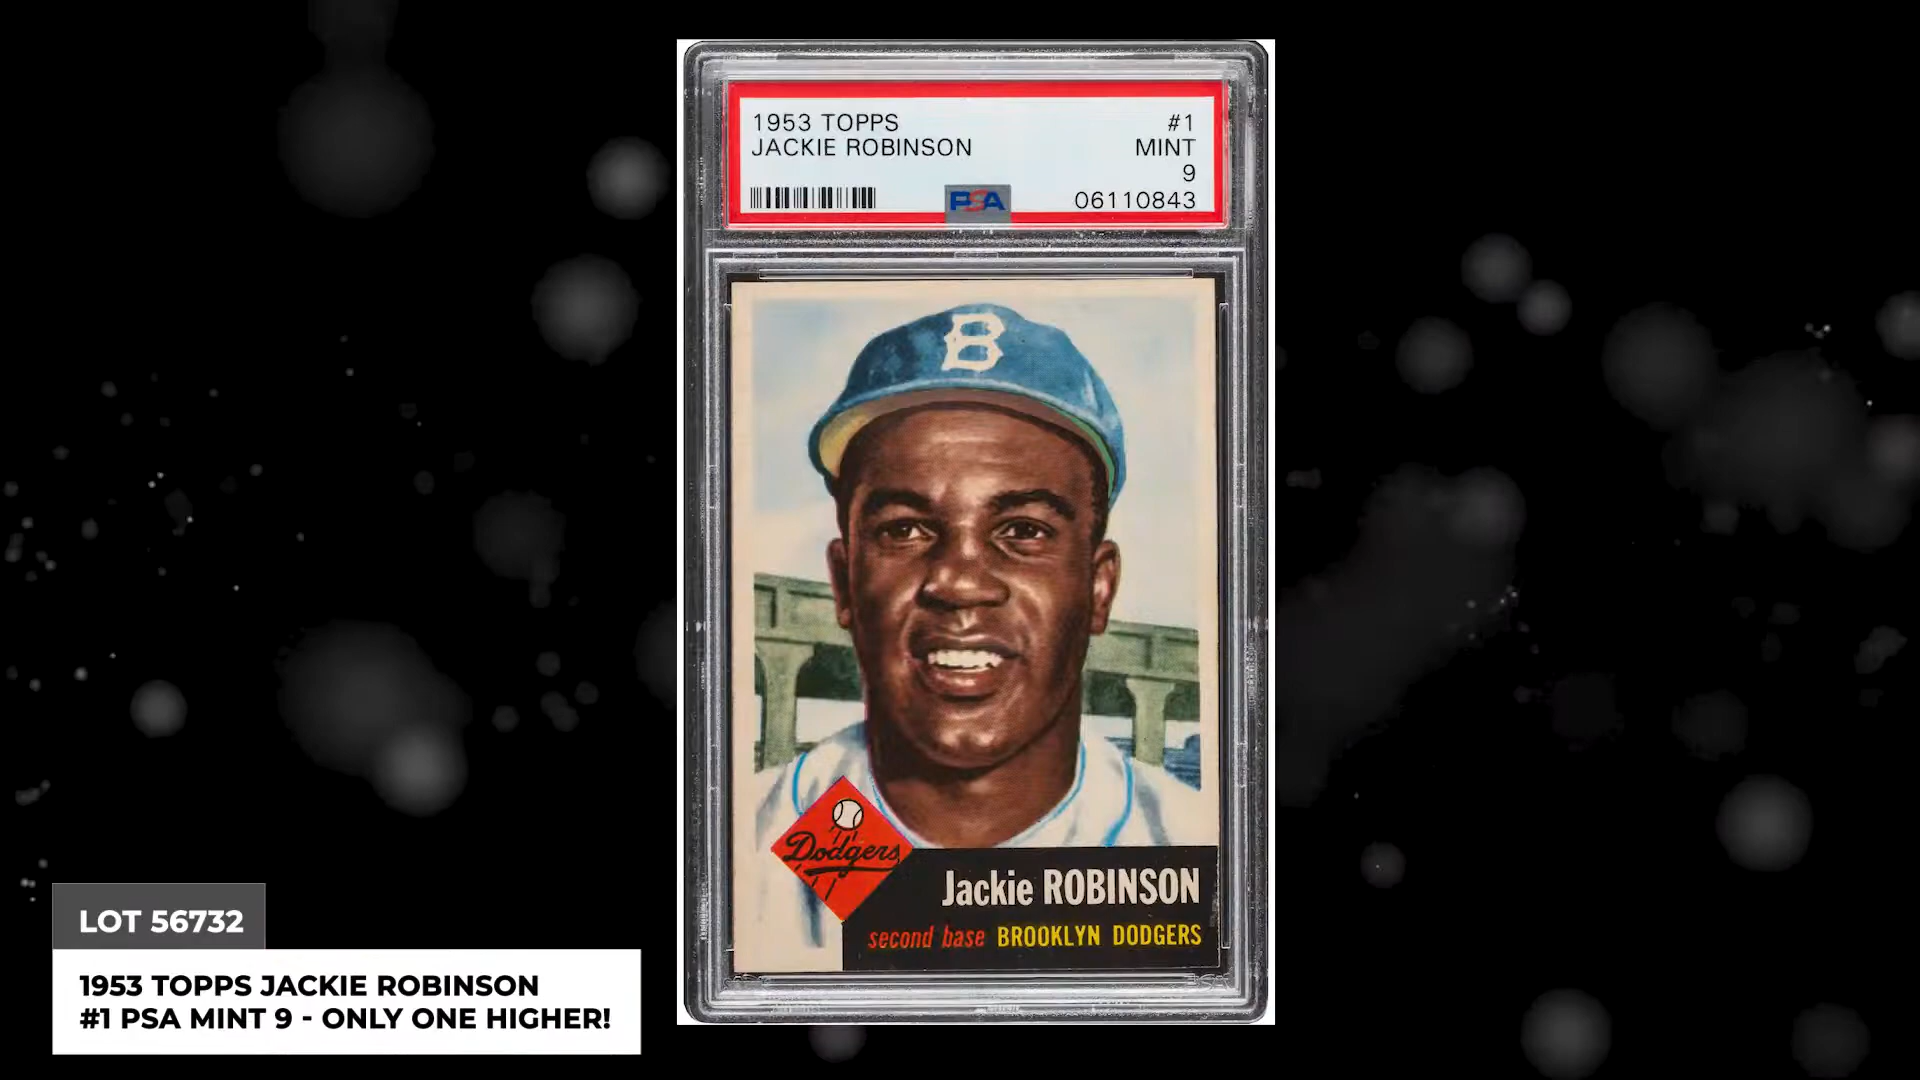 1953 TOPPS #1
JACKIE ROBINSON MINT
9
PSA 06110843
B
Dodgers
Jackie ROBINSON
second base BROOKLYN DODGERS
LOT 56732
1953 TOPPS JACKIE ROBINSON
#1 PSA MINT 9 - ONLY ONE HIGHER!